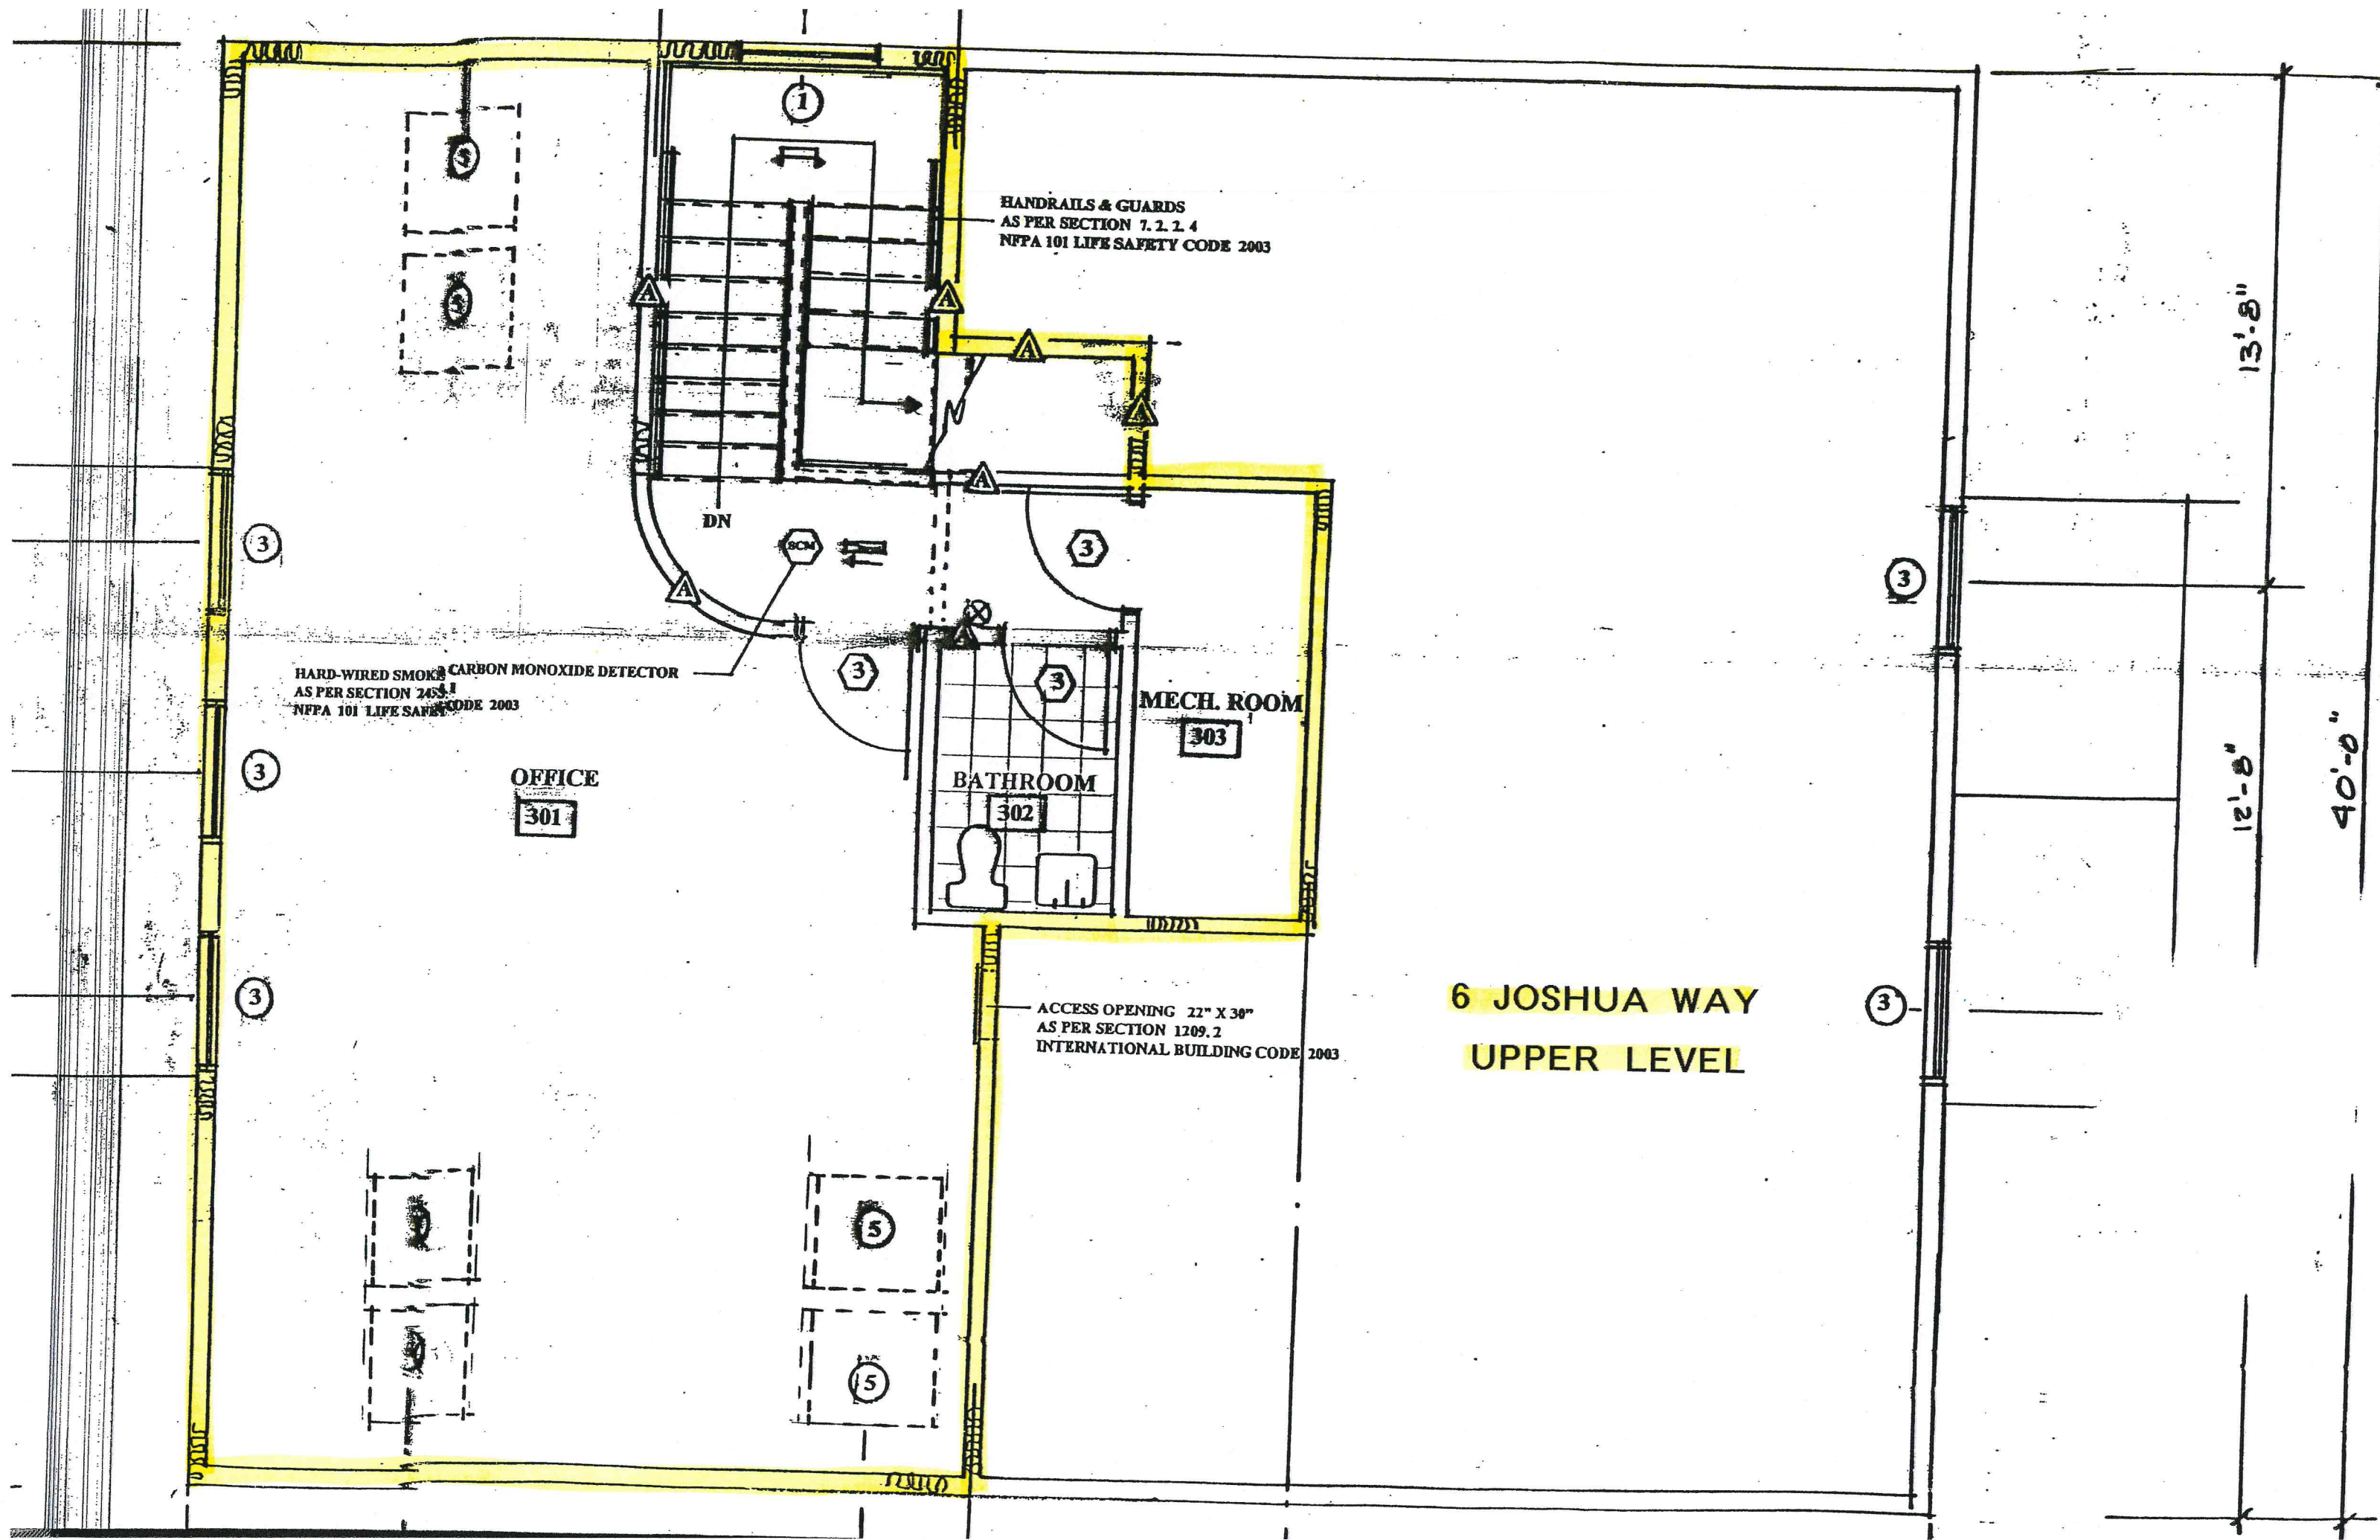 1
HANDRAILS & GUARDS
AS PER SECTION 7. 2. 2. 4
NFPA 101 LIFE SAFETY CODE 2003
13'-8"
A
A
A
A
A
DN
SCM
3
3
3
A
A
HARD-WIRED SMOKE CARBON MONOXIDE DETECTOR
AS PER SECTION
NFPA 101 LIFE CODE 2003
3
3
MECH. ROOM
303
3
OFFICE
301
BATHROOM
302
12'-8"
40'-0"
3
ACCESS OPENING 22" X 30"
AS PER SECTION 1209. 2
INTERNATIONAL BUILDING CODE 2003
6 JOSHUA WAY
UPPER LEVEL
3
5
5